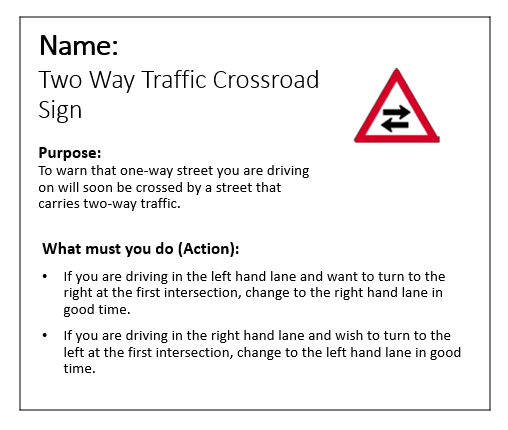 Name:
Two Way Traffic Crossroad
Sign
Purpose:
To warn that one-way street you are driving
on will soon be crossed by a street that
carries two-way traffic.
What must you do (Action):
• If you are driving in the left hand lane and want to turn to the
right at the first intersection, change to the right hand lane in
good time.
• If you are driving in the right hand lane and wish to turn to the
left at the first intersection, change to the left hand lane in good
time.